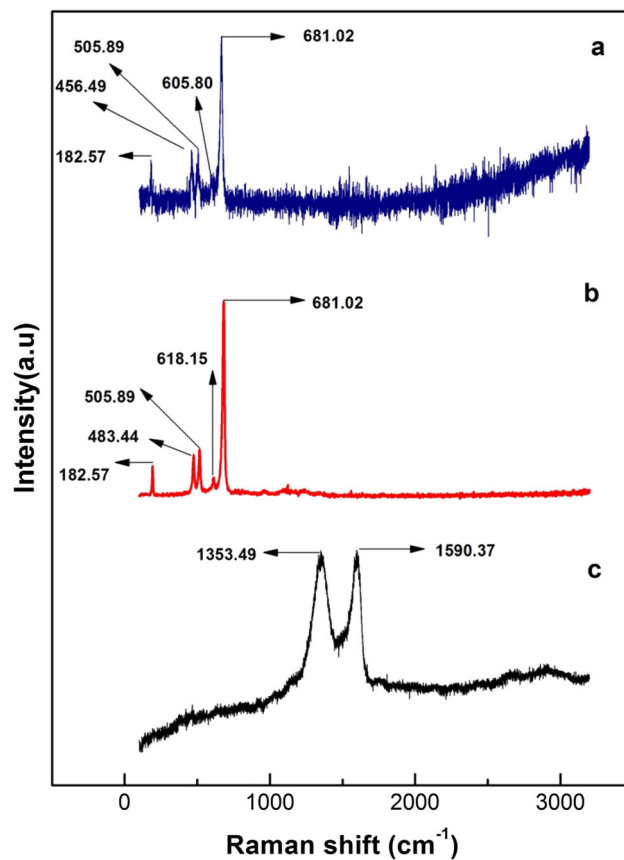 a
681.02
505.89
605.80
456.49
182.57
b
681.02
618.15
505.89
483.44
182.57
c
1353.49
1590.37
Intensity(a.u)
0 1000 2000 3000
Raman shift (cm⁻¹)